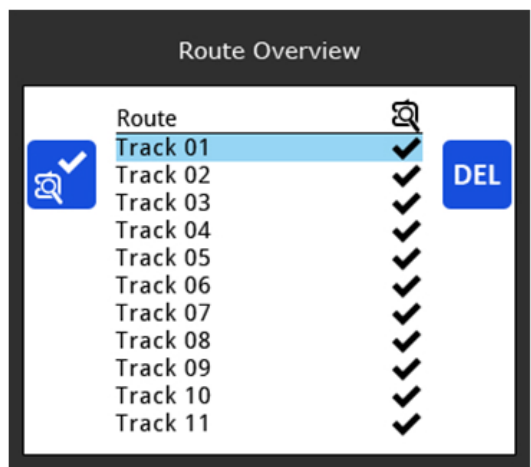 Route Overview
Route
Track 01
Track 02
Track 03
Track 04
Track 05
Track 06
Track 07
Track 08
Track 09
Track 10
Track 11
DEL